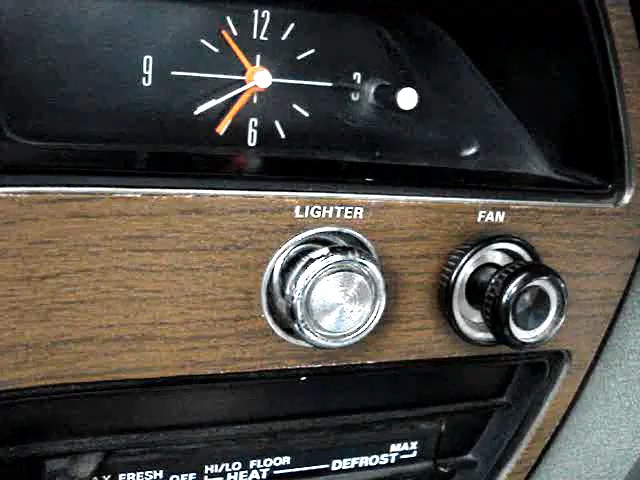 12
9 3
6
LIGHTER FAN
MAX
HI/LO FLOOR
FRESH OFF HEAT DEFROST